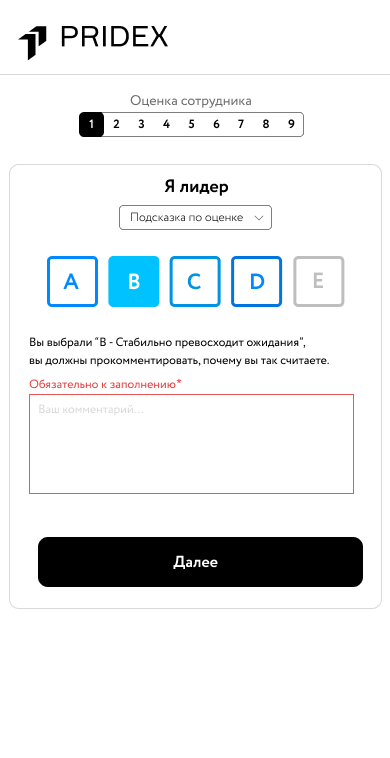 PRIDEX
Оценка сотрудника
1 2 3 4 5 6 7 8 9
Я лидер
Подсказка по оценке
A B C D E
Вы выбрали “В - Стабильно превосходит ожидания”,
вы должны прокомментировать, почему вы так считаете.
Обязательно к заполнению*
Ваш комментарий...
Далее